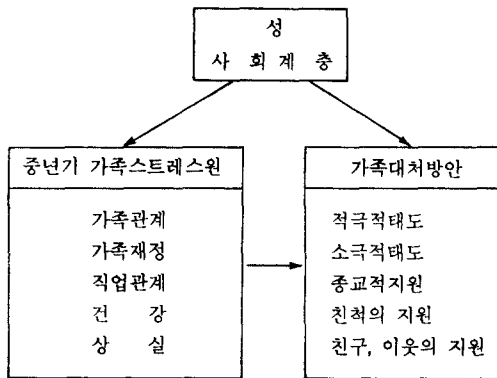 성
사 회 계 층
중년기 가족스트레스원
가족관계
가족재정
직업관계
건 강
상 실
가족대처방안
적극적태도
소극적태도
종교적지원
친척의 지원
친구, 이웃의 지원